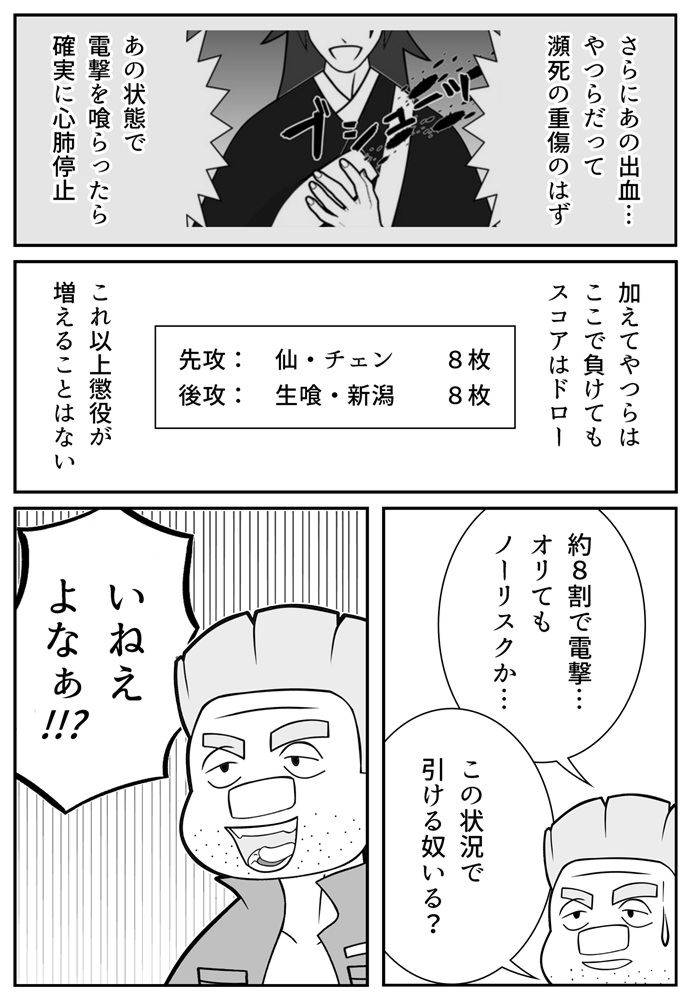 さらにあの出血…
やつらだって
瀕死の重傷のはず
ブシューーッ
あの状態で
電撃を喰らったら
確実に心肺停止
加えてやつらは
ここで負けても
スコアはドロー
先攻： 仙・チェン ８枚
後攻： 生喰・新潟 ８枚
これ以上懲役が
増えることはない
約８割で電撃…
オリても
ノーリスクか…
この状況で
引ける奴いる？
いねえ
よなぁ!!?